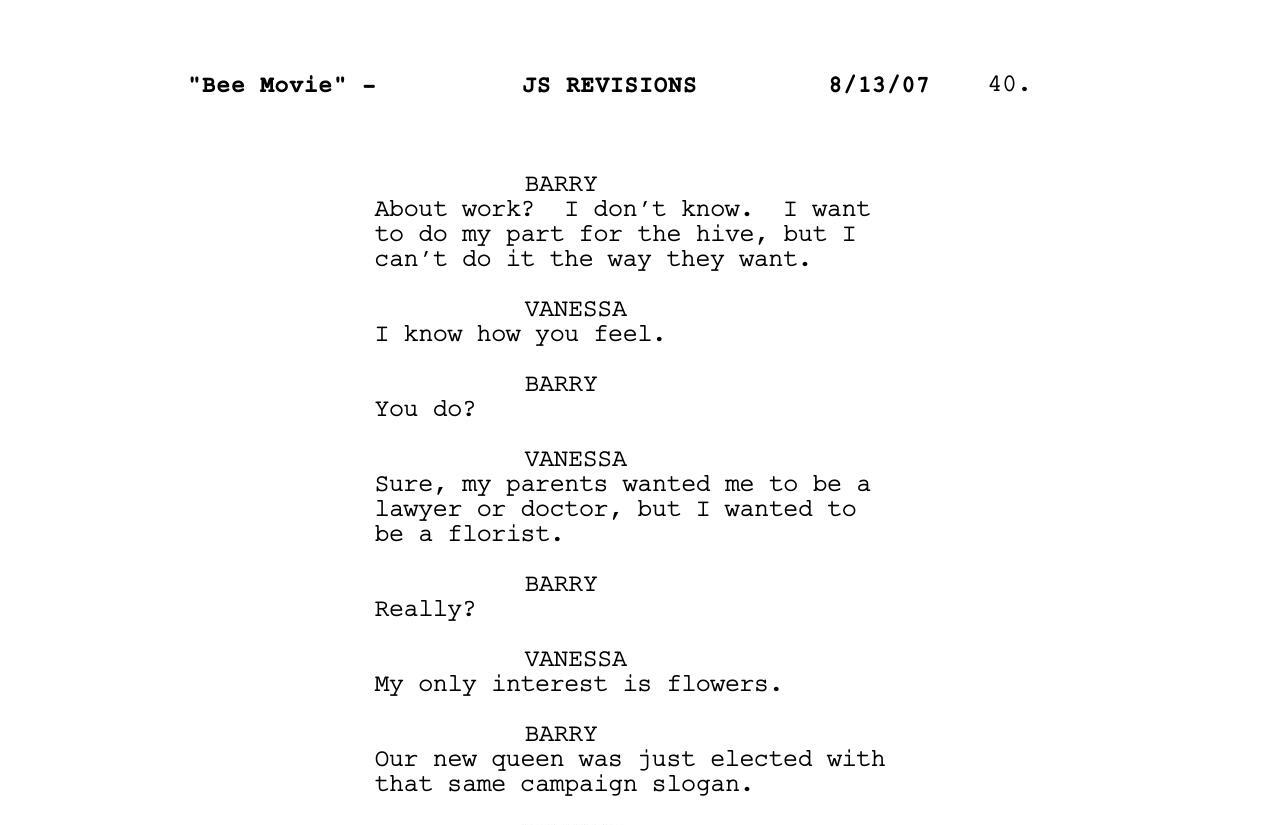 "Bee Movie" - JS REVISIONS 8/13/07 40.
BARRY
About work? I don't know. I want
to do my part for the hive, but I
can't do it the way they want.
VANESSA
I know how you feel.
BARRY
You do?
VANESSA
Sure, my parents wanted me to be a
lawyer or doctor, but I wanted to
be a florist.
BARRY
Really?
VANESSA
My only interest is flowers.
BARRY
Our new queen was just elected with
that same campaign slogan.